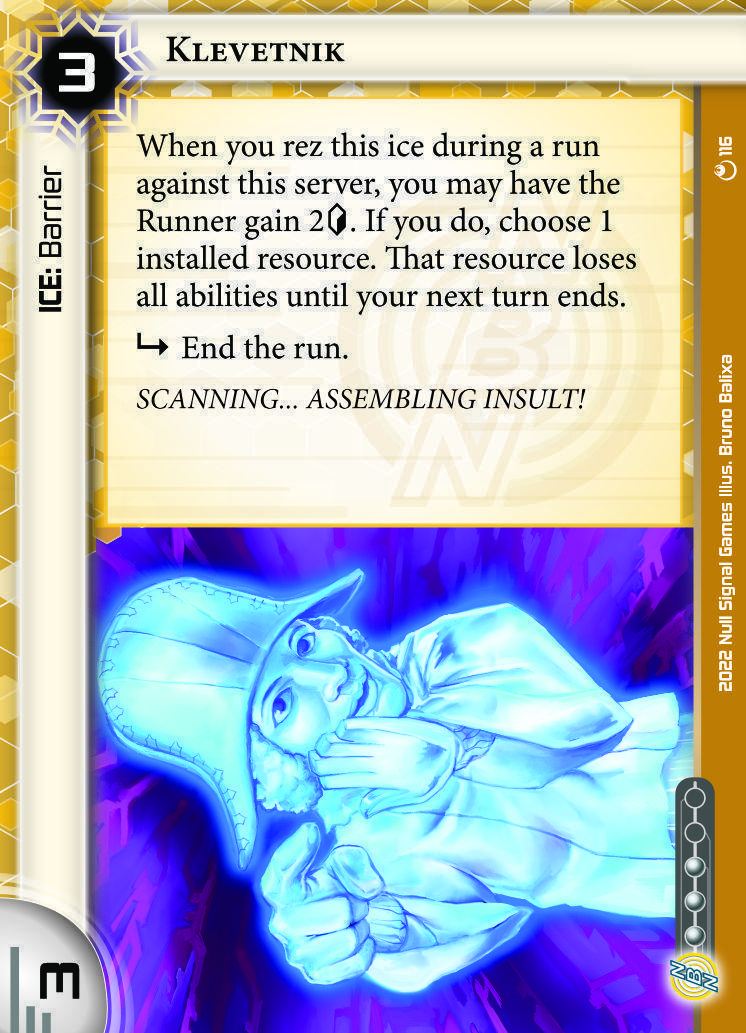 3
KLEVETNIK
When you rez this ice during a run
against this server, you may have the
Runner gain 2. If you do, choose 1
installed resource. That resource loses
all abilities until your next turn ends.
↳ End the run.
SCANNING... ASSEMBLING INSULT!
ICE: Barrier
3
116
2022 Null Signal Games Illus. Bruno Balixa
NBN
NBN